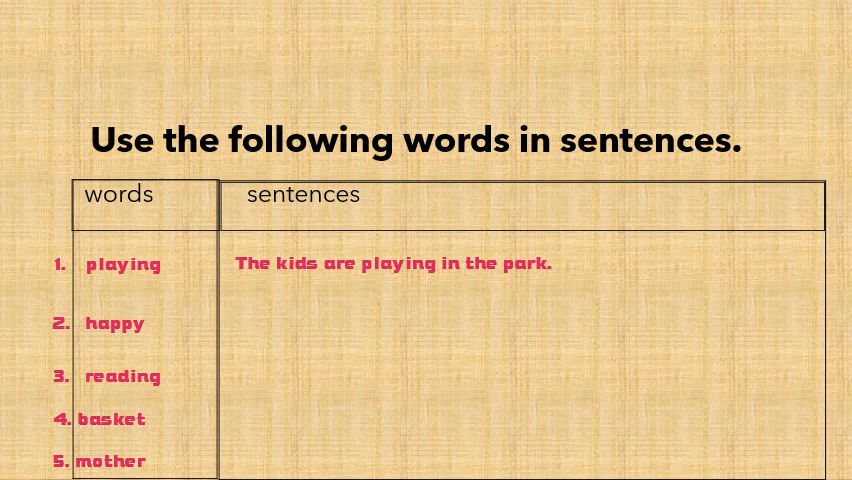 Use the following words in sentences.
words sentences
1. playing The kids are playing in the park.
2. happy
3. reading
4. basket
5. mother